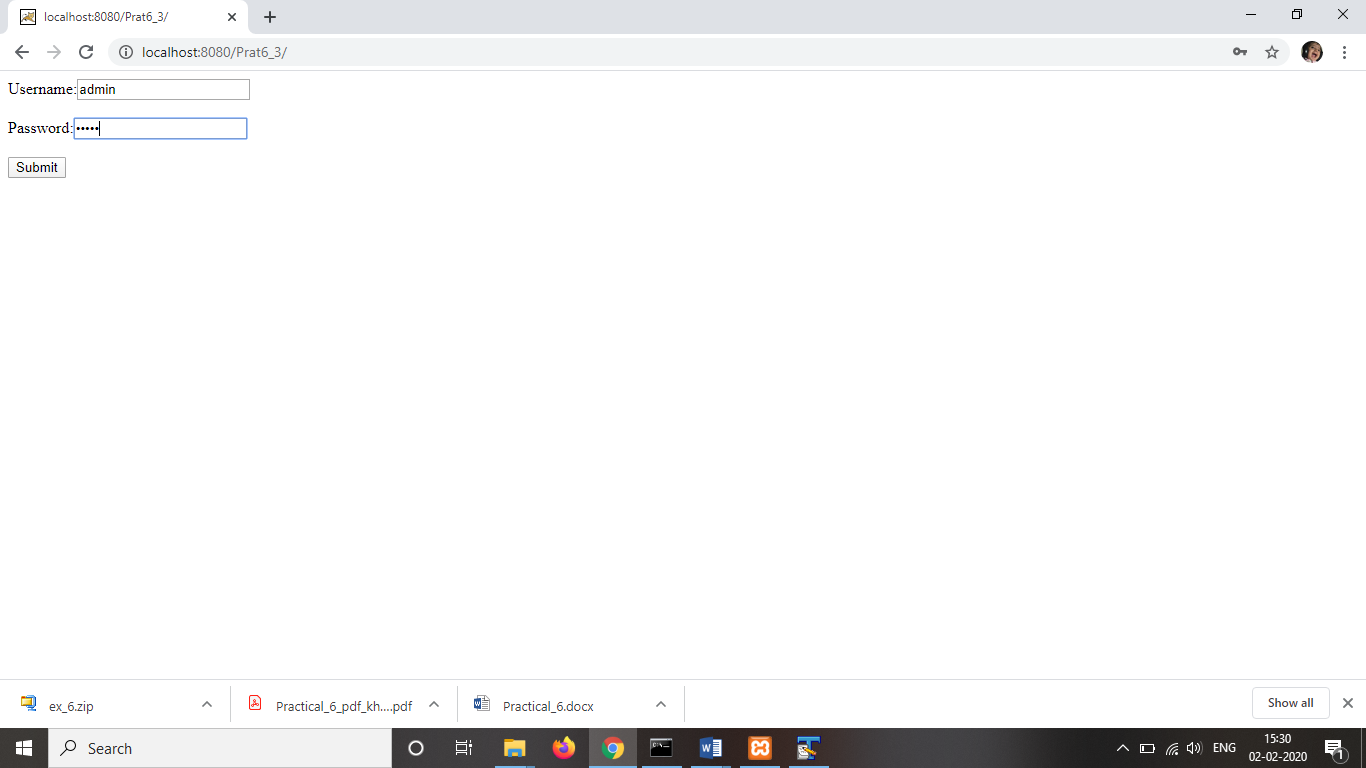 localhost:8080/Prat6_3/
localhost:8080/Prat6_3/
Username:admin
Password:•••••
Submit
ex_6.zip
Practical_6_pdf_kh....pdf
Practical_6.docx
Show all
Search
ENG
15:30
02-02-2020
1